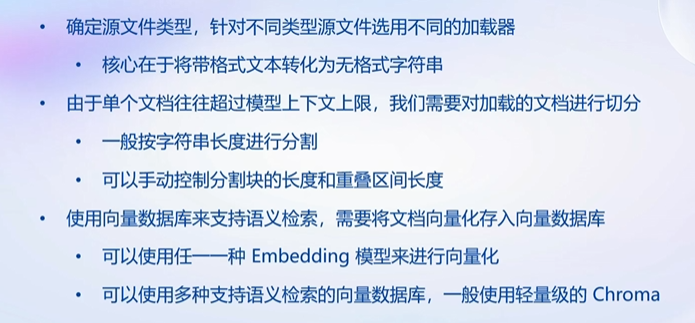 • 确定源文件类型，针对不同类型源文件选用不同的加载器
• 核心在于将带格式文本转化为无格式字符串
• 由于单个文档往往超过模型上下文上限，我们需要对加载的文档进行切分
• 一般按字符串长度进行分割
• 可以手动控制分割块的长度和重叠区间长度
• 使用向量数据库来支持语义检索，需要将文档向量化存入向量数据库
• 可以使用任一一种 Embedding 模型来进行向量化
• 可以使用多种支持语义检索的向量数据库，一般使用轻量级的 Chroma